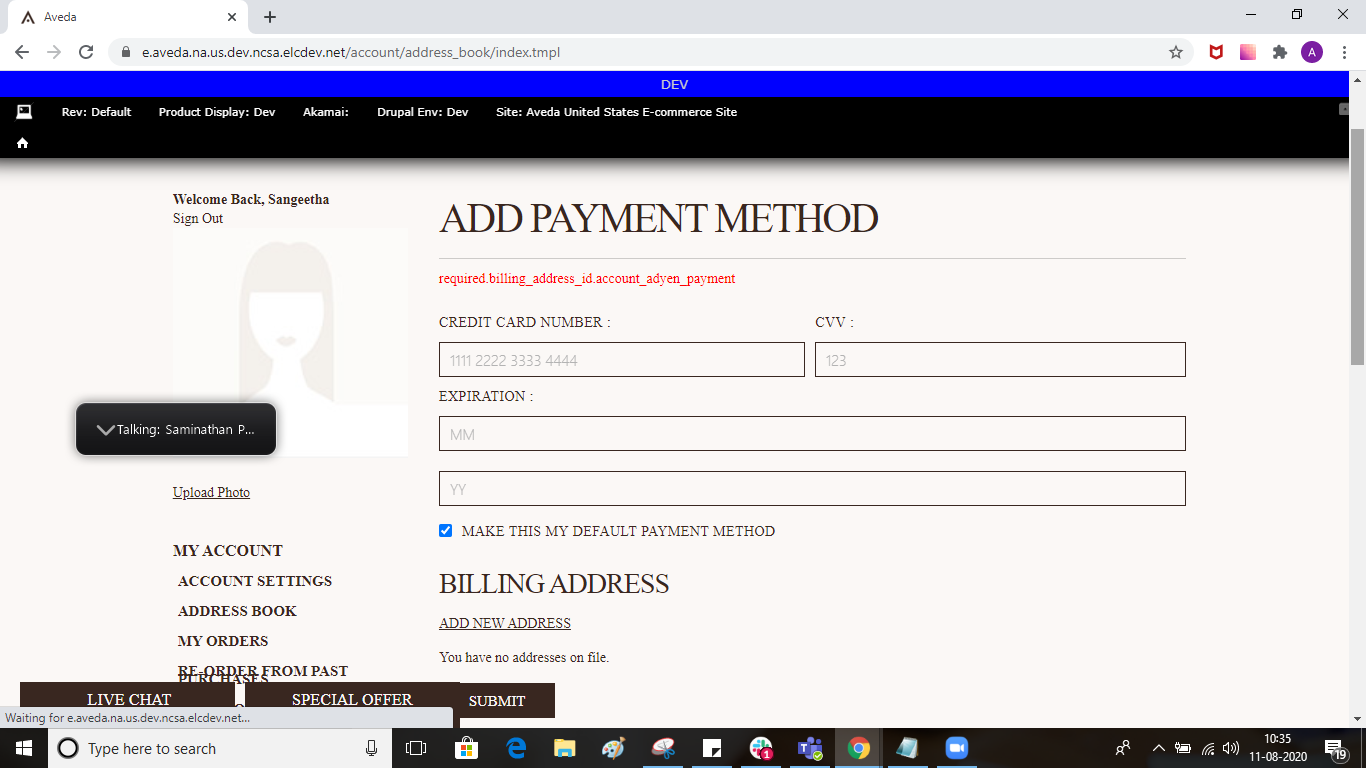 Aveda
e.aveda.na.us.dev.ncsa.elcdev.net/account/address_book/index.tmpl
A
DEV
Rev: Default Product Display: Dev Akamai: Drupal Env: Dev Site: Aveda United States E-commerce Site
Welcome Back, Sangeetha
Sign Out
Talking: Saminathan P...
Upload Photo
MY ACCOUNT
ACCOUNT SETTINGS
ADDRESS BOOK
MY ORDERS
RE-ORDER FROM PAST
PURCHASES
ADD PAYMENT METHOD
required.billing_address_id.account_adyen_payment
CREDIT CARD NUMBER : CVV :
1111 2222 3333 4444 123
EXPIRATION :
MM
YY
MAKE THIS MY DEFAULT PAYMENT METHOD
BILLING ADDRESS
ADD NEW ADDRESS
You have no addresses on file.
LIVE CHAT SPECIAL OFFER SUBMIT
Waiting for e.aveda.na.us.dev.ncsa.elcdev.net...
Type here to search
1
10:35
11-08-2020
19